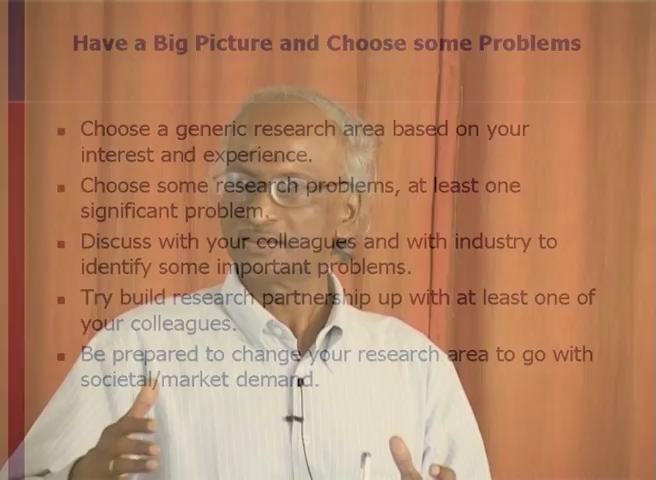 Have a Big Picture and Choose some Problems
Choose a generic research area based on your
interest and experience.
Choose some research problems, at least one
significant problem.
Discuss with your colleagues and with industry to
identify some important problems.
Try build research partnership up with at least one of
your colleagues.
Be prepared to change your research area to go with
societal/market demand.